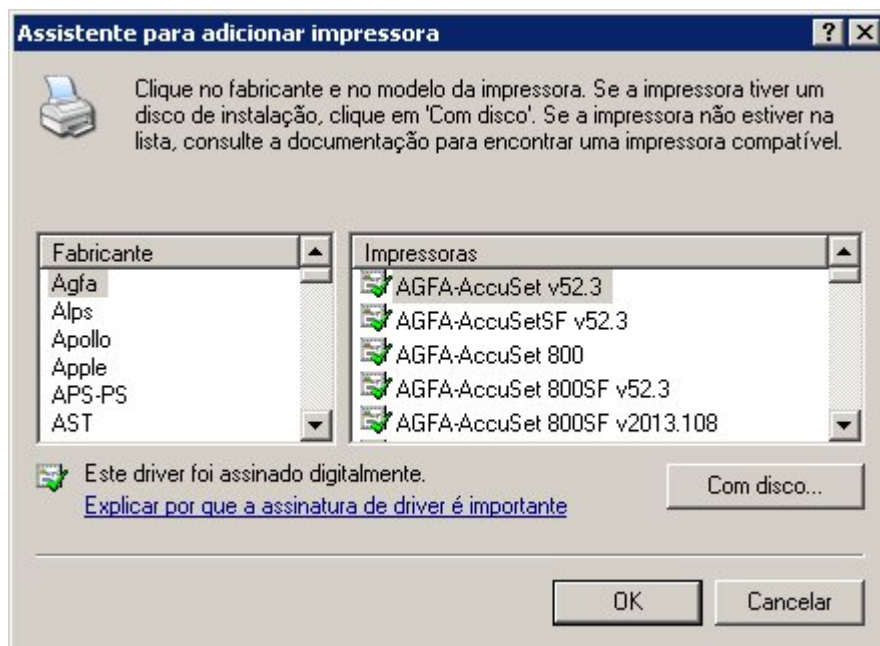 Assistente para adicionar impressora
Clique no fabricante e no modelo da impressora. Se a impressora tiver um
disco de instalação, clique em 'Com disco'. Se a impressora não estiver na
lista, consulte a documentação para encontrar uma impressora compatível.
Fabricante
Agfa
Alps
Apollo
Apple
APS-PS
AST
Impressoras
AGFA-AccuSet v52.3
AGFA-AccuSetSF v52.3
AGFA-AccuSet 800
AGFA-AccuSet 800SF v52.3
AGFA-AccuSet 800SF v2013.108
Este driver foi assinado digitalmente.
Explicar por que a assinatura de driver é importante
Com disco...
OK
Cancelar